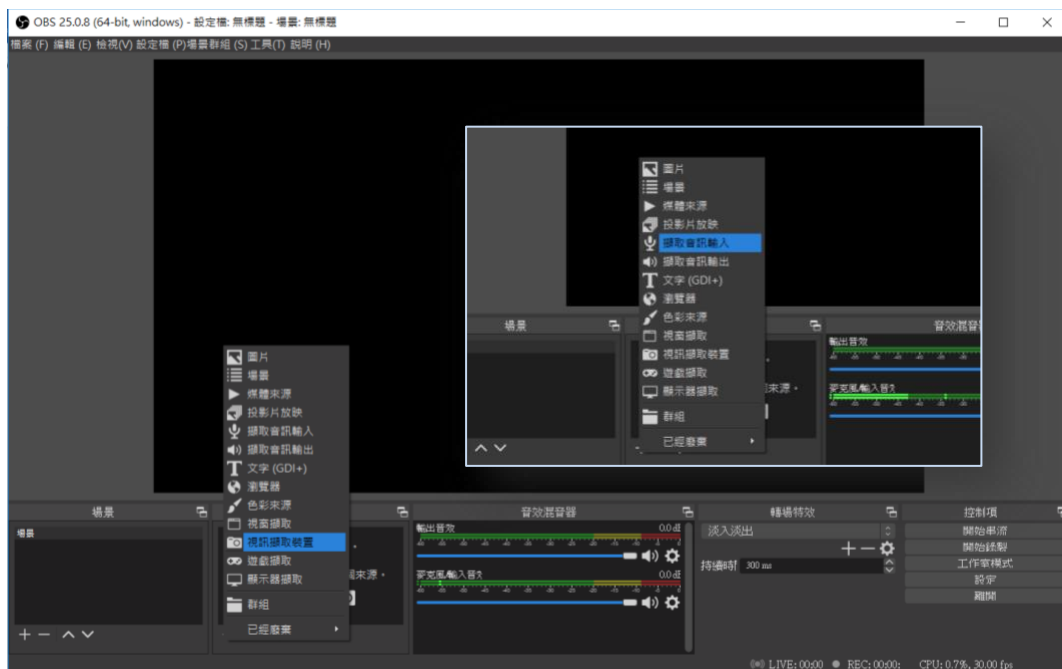 OBS 25.0.8 (64-bit, windows) - 設定檔: 無標題 - 場景: 無標題
檔案 (F) 編輯 (E) 檢視(V) 設定檔 (P)場景群組 (S) 工具(T) 說明 (H)
圖片
場景
媒體來源
投影片放映
擷取音訊輸入
擷取音訊輸出
文字 (GDI+)
瀏覽器
色彩來源
視窗擷取
視訊擷取裝置
遊戲擷取
顯示器擷取
群組
已經廢棄
場景
來源。
輸出音效
麥克風/輸入音
圖片
場景
媒體來源
投影片放映
擷取音訊輸入
擷取音訊輸出
文字 (GDI+)
瀏覽器
色彩來源
視窗擷取
視訊擷取裝置
遊戲擷取
顯示器擷取
群組
已經廢棄
場景
場景
個來源。
音效混音器
輸出音效 0.0 dB
麥克風/輸入音 0.0 dB
轉場特效
淡入淡出
持續時 300 ms
控制項
開始串流
開始錄製
工作室模式
設定
離開
LIVE: 00:00 REC: 00:00: CPU: 0.7%, 30.00 fps